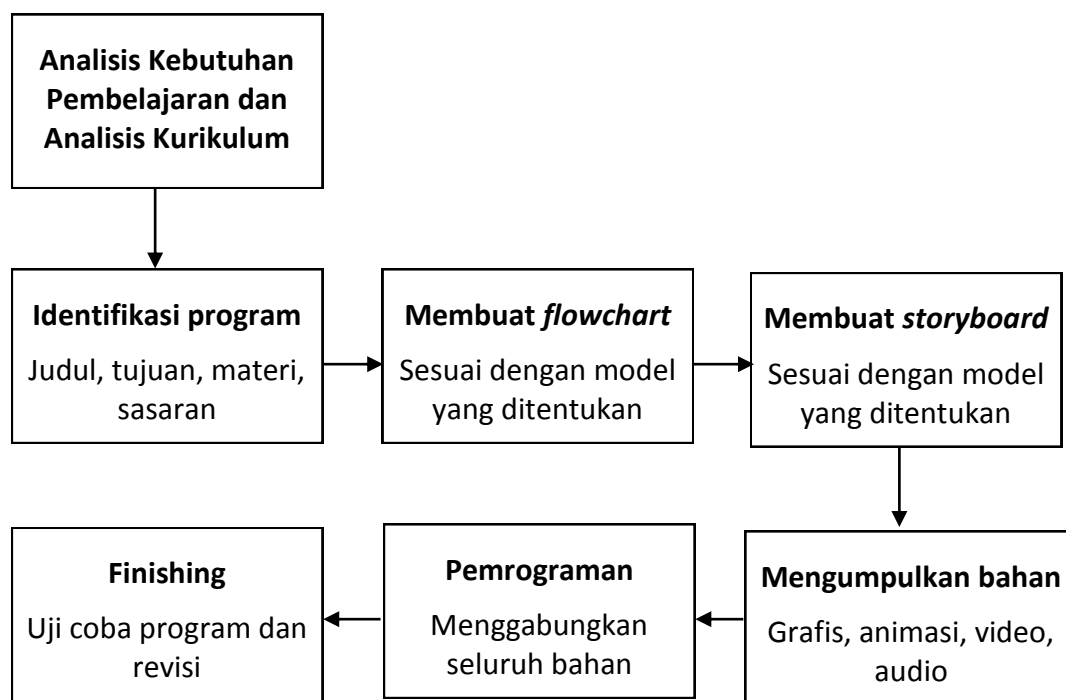 Analisis Kebutuhan
Pembelajaran dan
Analisis Kurikulum
Identifikasi program
Judul, tujuan, materi,
sasaran
Membuat flowchart
Sesuai dengan model
yang ditentukan
Membuat storyboard
Sesuai dengan model
yang ditentukan
Mengumpulkan bahan
Grafis, animasi, video,
audio
Pemrograman
Menggabungkan
seluruh bahan
Finishing
Uji coba program dan
revisi